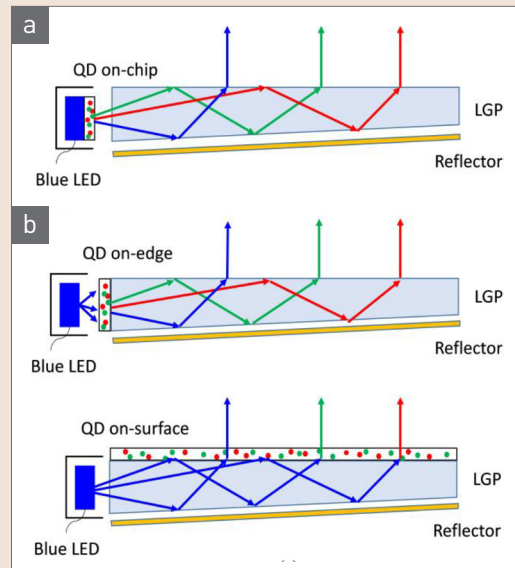 a
QD on-chip
LGP
Reflector
Blue LED
b
QD on-edge
LGP
Reflector
Blue LED
QD on-surface
LGP
Reflector
Blue LED